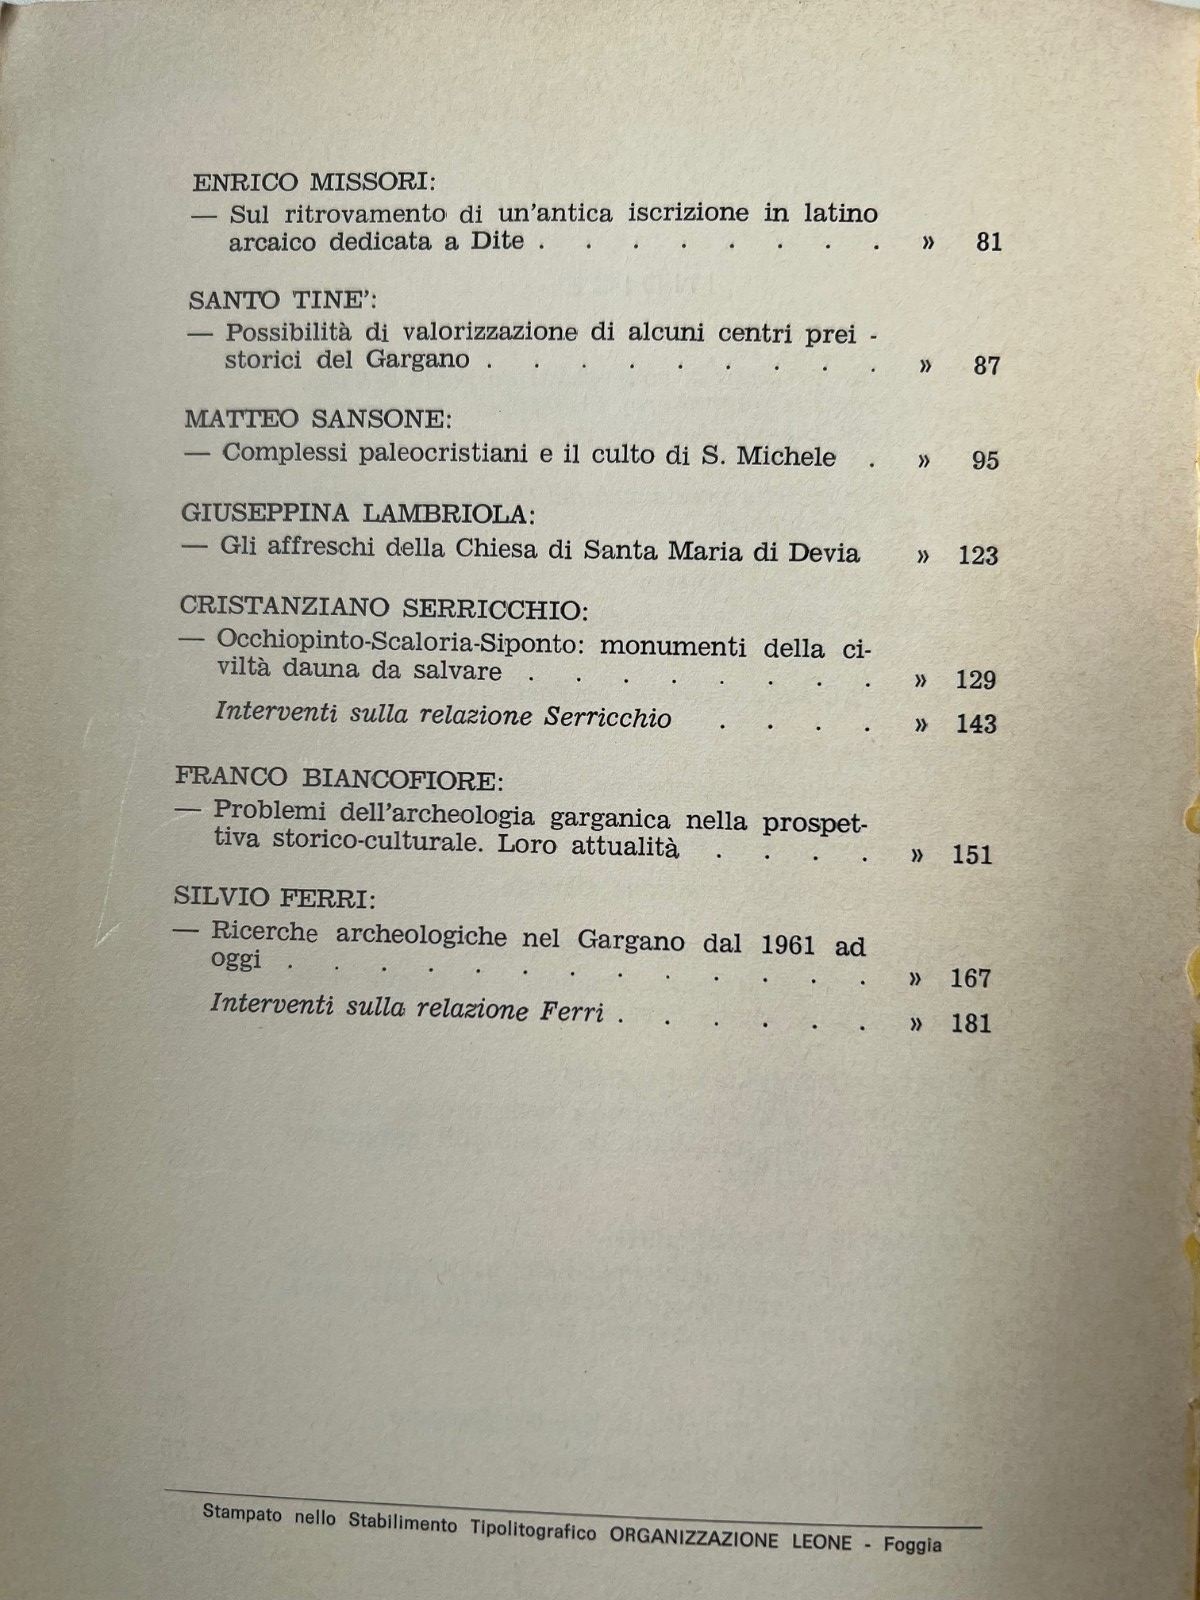 ENRICO MISSORI:
— Sul ritrovamento di un'antica iscrizione in latino
arcaico dedicata a Dite . . . . . . . . » 81
SANTO TINE':
— Possibilità di valorizzazione di alcuni centri prei -
storici del Gargano . . . . . . . . . » 87
MATTEO SANSONE:
— Complessi paleocristiani e il culto di S. Michele . » 95
GIUSEPPINA LAMBRIOLA:
— Gli affreschi della Chiesa di Santa Maria di Devia » 123
CRISTANZIANO SERRICCHIO:
— Occhiopinto-Scaloria-Siponto: monumenti della ci-
viltà dauna da salvare . . . . . . . . » 129
Interventi sulla relazione Serricchio . . . . » 143
FRANCO BIANCOFIORE:
— Problemi dell'archeologia garganica nella prospet-
tiva storico-culturale. Loro attualità . . . . » 151
SILVIO FERRI:
— Ricerche archeologiche nel Gargano dal 1961 ad
oggi . . . . . . . . . . . . . » 167
Interventi sulla relazione Ferri . . . . . . » 181
Stampato nello Stabilimento Tipolitografico ORGANIZZAZIONE LEONE - Foggia